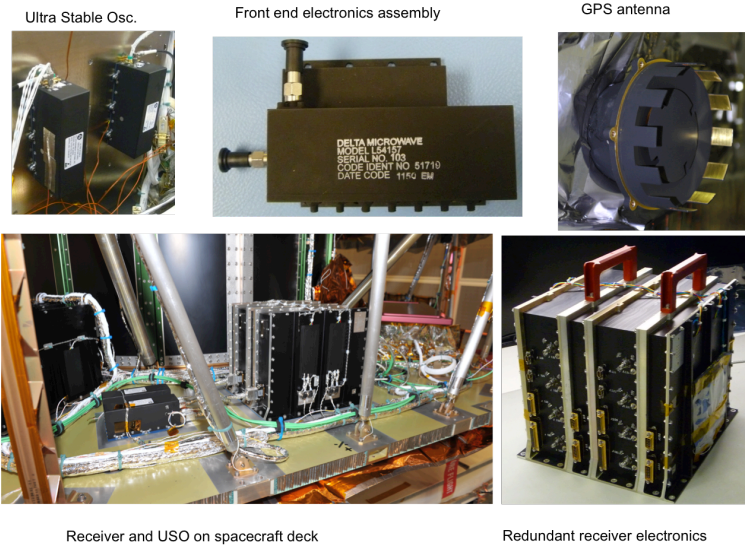 Ultra Stable Osc.
Front end electronics assembly
GPS antenna
DELTA MICROWAVE
MODEL L54157
SERIAL NO. 103
CODE IDENT NO 51719
DATE CODE 1150 EM
Receiver and USO on spacecraft deck
Redundant receiver electronics